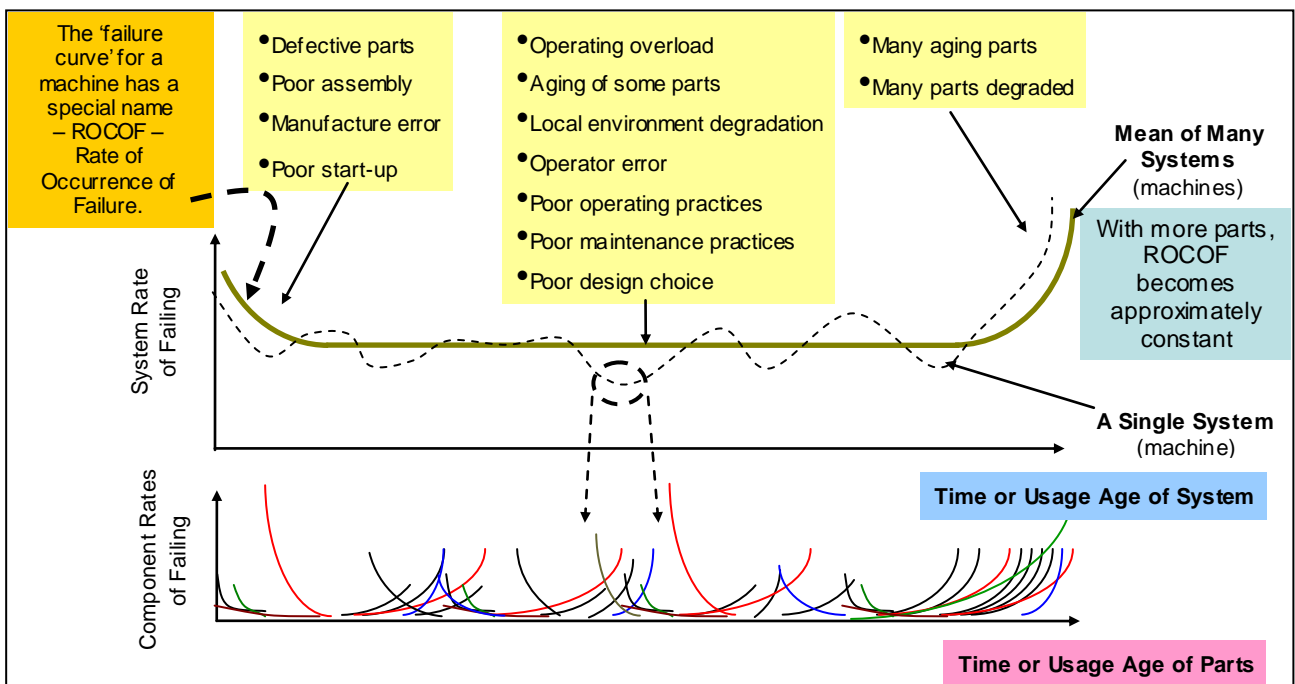 The ‘failure
curve’ for a
machine has a
special name
– ROCOF –
Rate of
Occurrence of
Failure.
•Defective parts
•Poor assembly
•Manufacture error
•Poor start-up
•Operating overload
•Aging of some parts
•Local environment degradation
•Operator error
•Poor operating practices
•Poor maintenance practices
•Poor design choice
•Many aging parts
•Many parts degraded
Mean of Many
Systems
(machines)
With more parts,
ROCOF
becomes
approximately
constant
System Rate
of Failing
A Single System
(machine)
Time or Usage Age of System
Component Rates
of Failing
Time or Usage Age of Parts